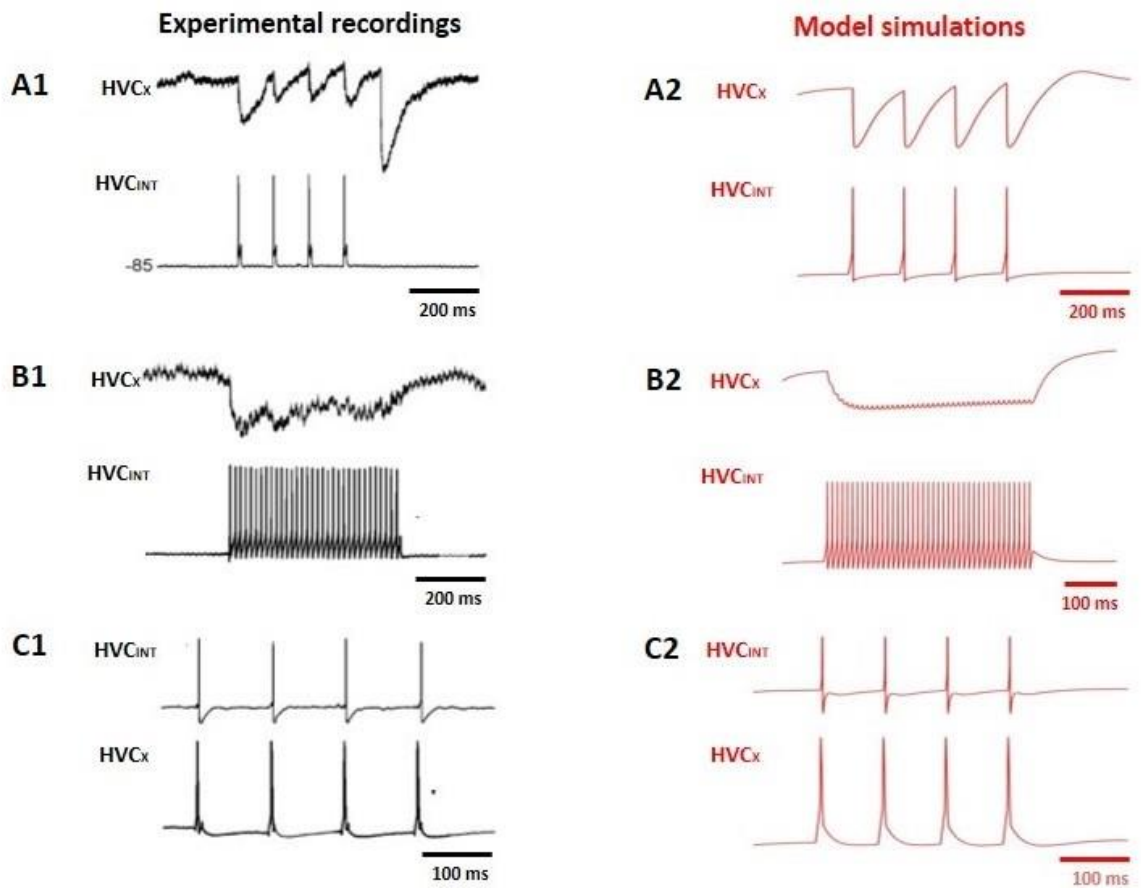 Experimental recordings
Model simulations
A1
HVCX
HVCINT
-85
200 ms
A2
HVCX
HVCINT
200 ms
B1
HVCX
HVCINT
200 ms
B2
HVCX
HVCINT
100 ms
C1
HVCINT
HVCX
100 ms
C2
HVCINT
HVCX
100 ms